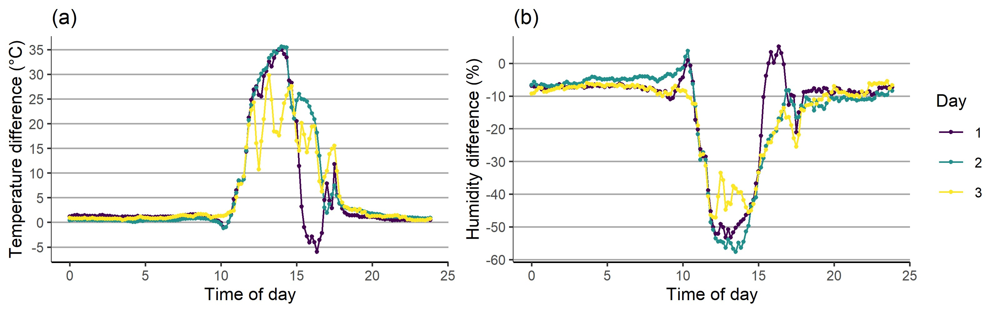 (a)
Temperature difference (°C)
35
30
25
20
15
10
5
0
-5
0 5 10 15 20 25
Time of day
(b)
Humidity difference (%)
0
-10
-20
-30
-40
-50
-60
0 5 10 15 20 25
Time of day
Day
1
2
3